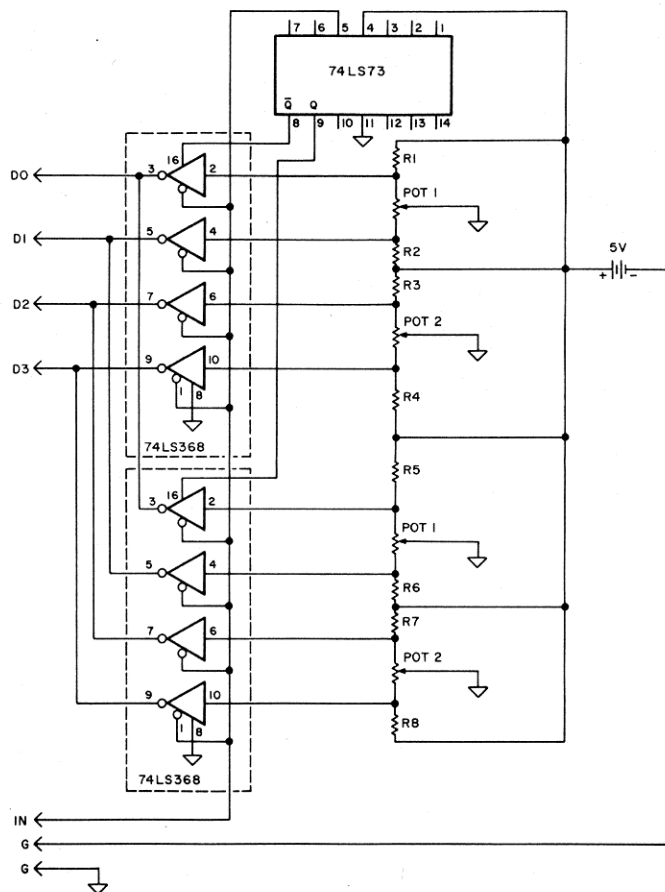 7 6 5 4 3 2 1
74LS73
Q̅ Q
8 9 10 11 12 13 14
16
D0 3 2
R1
POT 1
D1 5 4
R2
5V
+ -
R3
D2 7 6
POT 2
D3 9 10
1 8
R4
74LS368
R5
16
3 2
POT 1
5 4
R6
R7
7 6
POT 2
9 10
1 8
R8
74LS368
IN
G
G